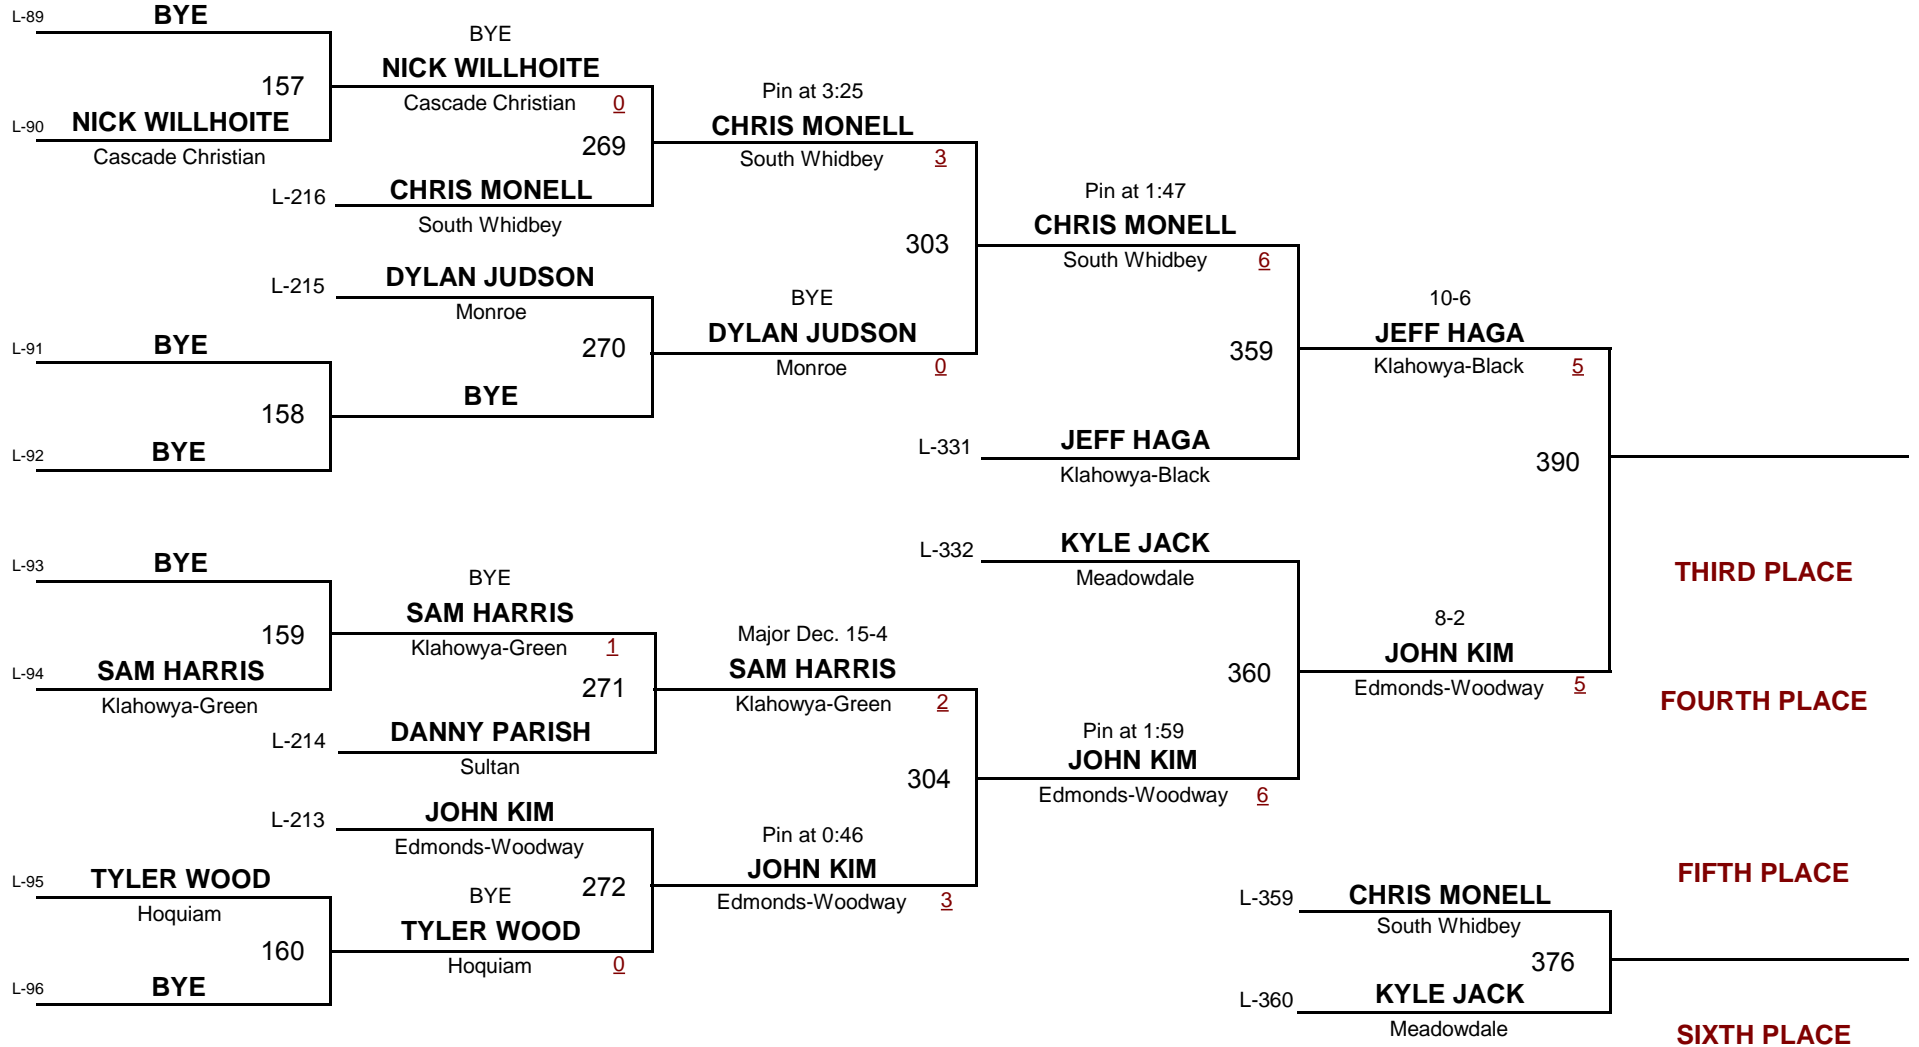 L-89 BYE
157
L-90 NICK WILLHOITE
Cascade Christian
BYE
NICK WILLHOITE
Cascade Christian 0
269
L-216 CHRIS MONELL
South Whidbey
Pin at 3:25
CHRIS MONELL
South Whidbey 3
303
L-215 DYLAN JUDSON
Monroe
270
L-91 BYE
158
BYE
L-92 BYE
BYE
DYLAN JUDSON
Monroe 0
Pin at 1:47
CHRIS MONELL
South Whidbey 6
359
L-331 JEFF HAGA
Klahowya-Black
10-6
JEFF HAGA
Klahowya-Black 5
390
L-93 BYE
159
L-94 SAM HARRIS
Klahowya-Green
BYE
SAM HARRIS
Klahowya-Green 1
271
L-214 DANNY PARISH
Sultan
Major Dec. 15-4
SAM HARRIS
Klahowya-Green 2
304
L-213 JOHN KIM
Edmonds-Woodway
272
L-95 TYLER WOOD
Hoquiam
160
L-96 BYE
BYE
TYLER WOOD
Hoquiam 0
Pin at 0:46
JOHN KIM
Edmonds-Woodway 3
L-332 KYLE JACK
Meadowdale
360
Pin at 1:59
JOHN KIM
Edmonds-Woodway 6
8-2
JOHN KIM
Edmonds-Woodway 5
THIRD PLACE
FOURTH PLACE
L-359 CHRIS MONELL
South Whidbey
376
L-360 KYLE JACK
Meadowdale
FIFTH PLACE
SIXTH PLACE